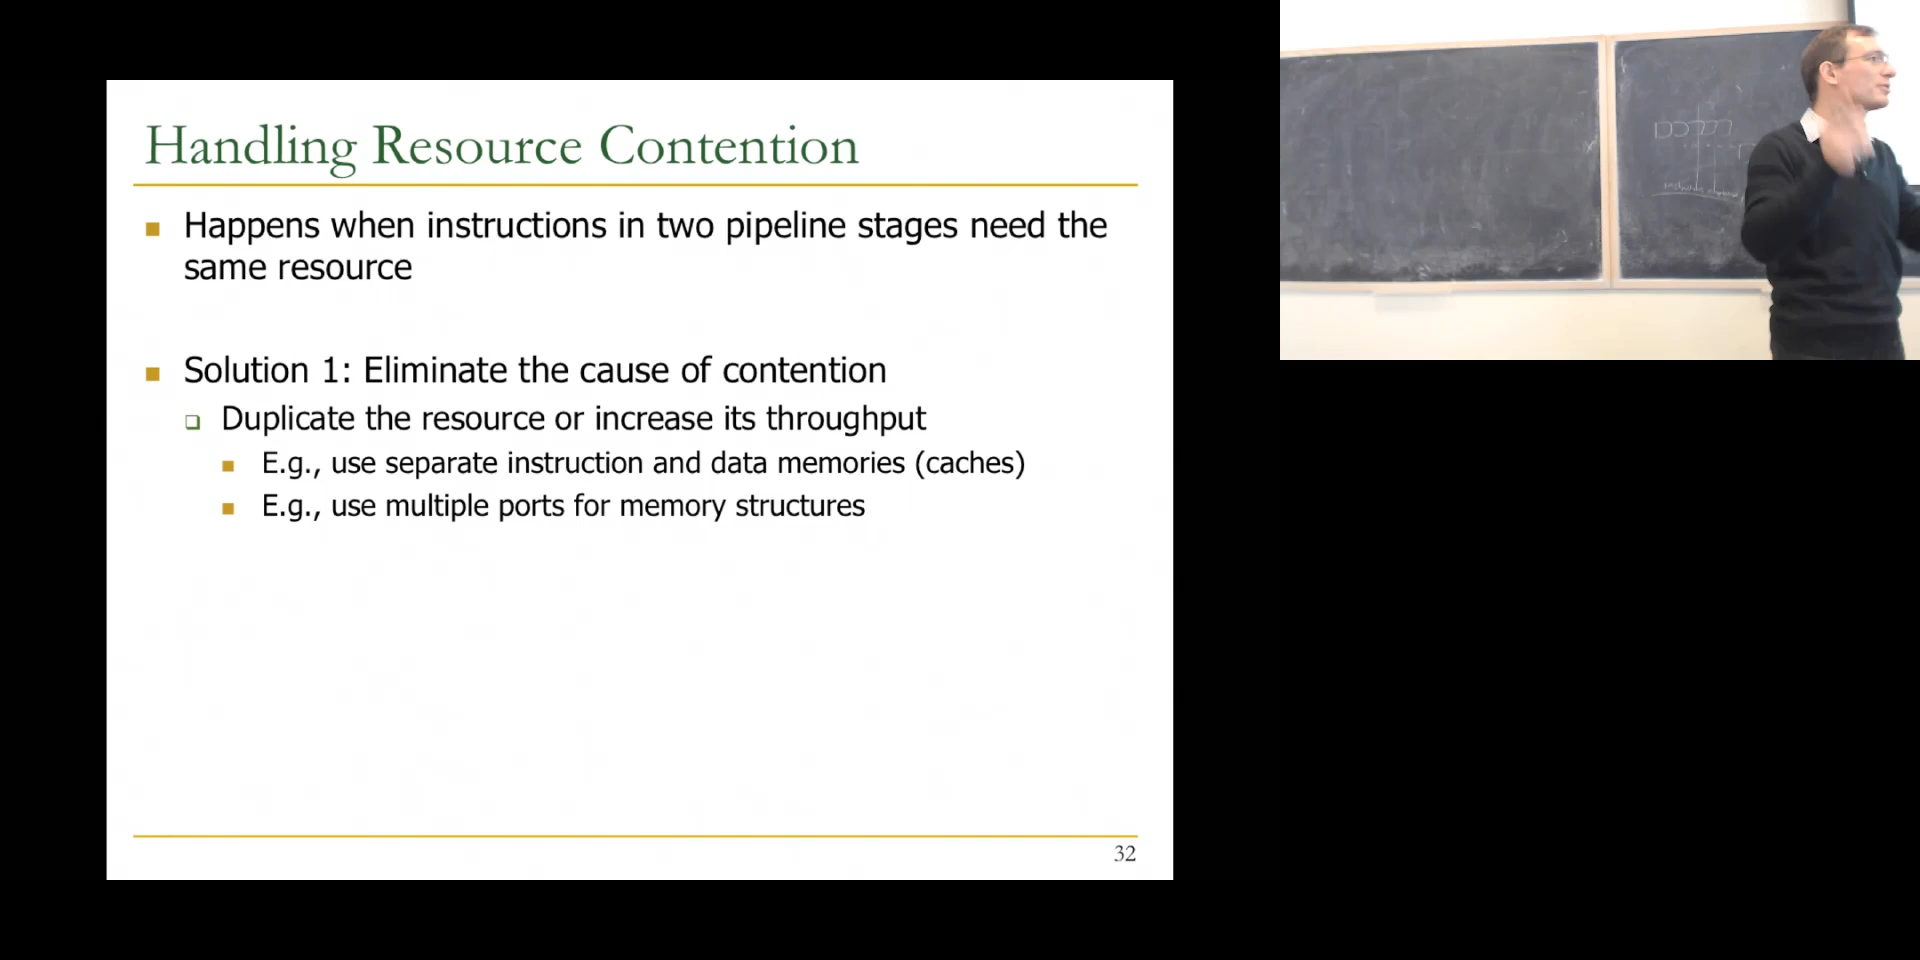 Handling Resource Contention
Happens when instructions in two pipeline stages need the
same resource
Solution 1: Eliminate the cause of contention
Duplicate the resource or increase its throughput
E.g., use separate instruction and data memories (caches)
E.g., use multiple ports for memory structures
32